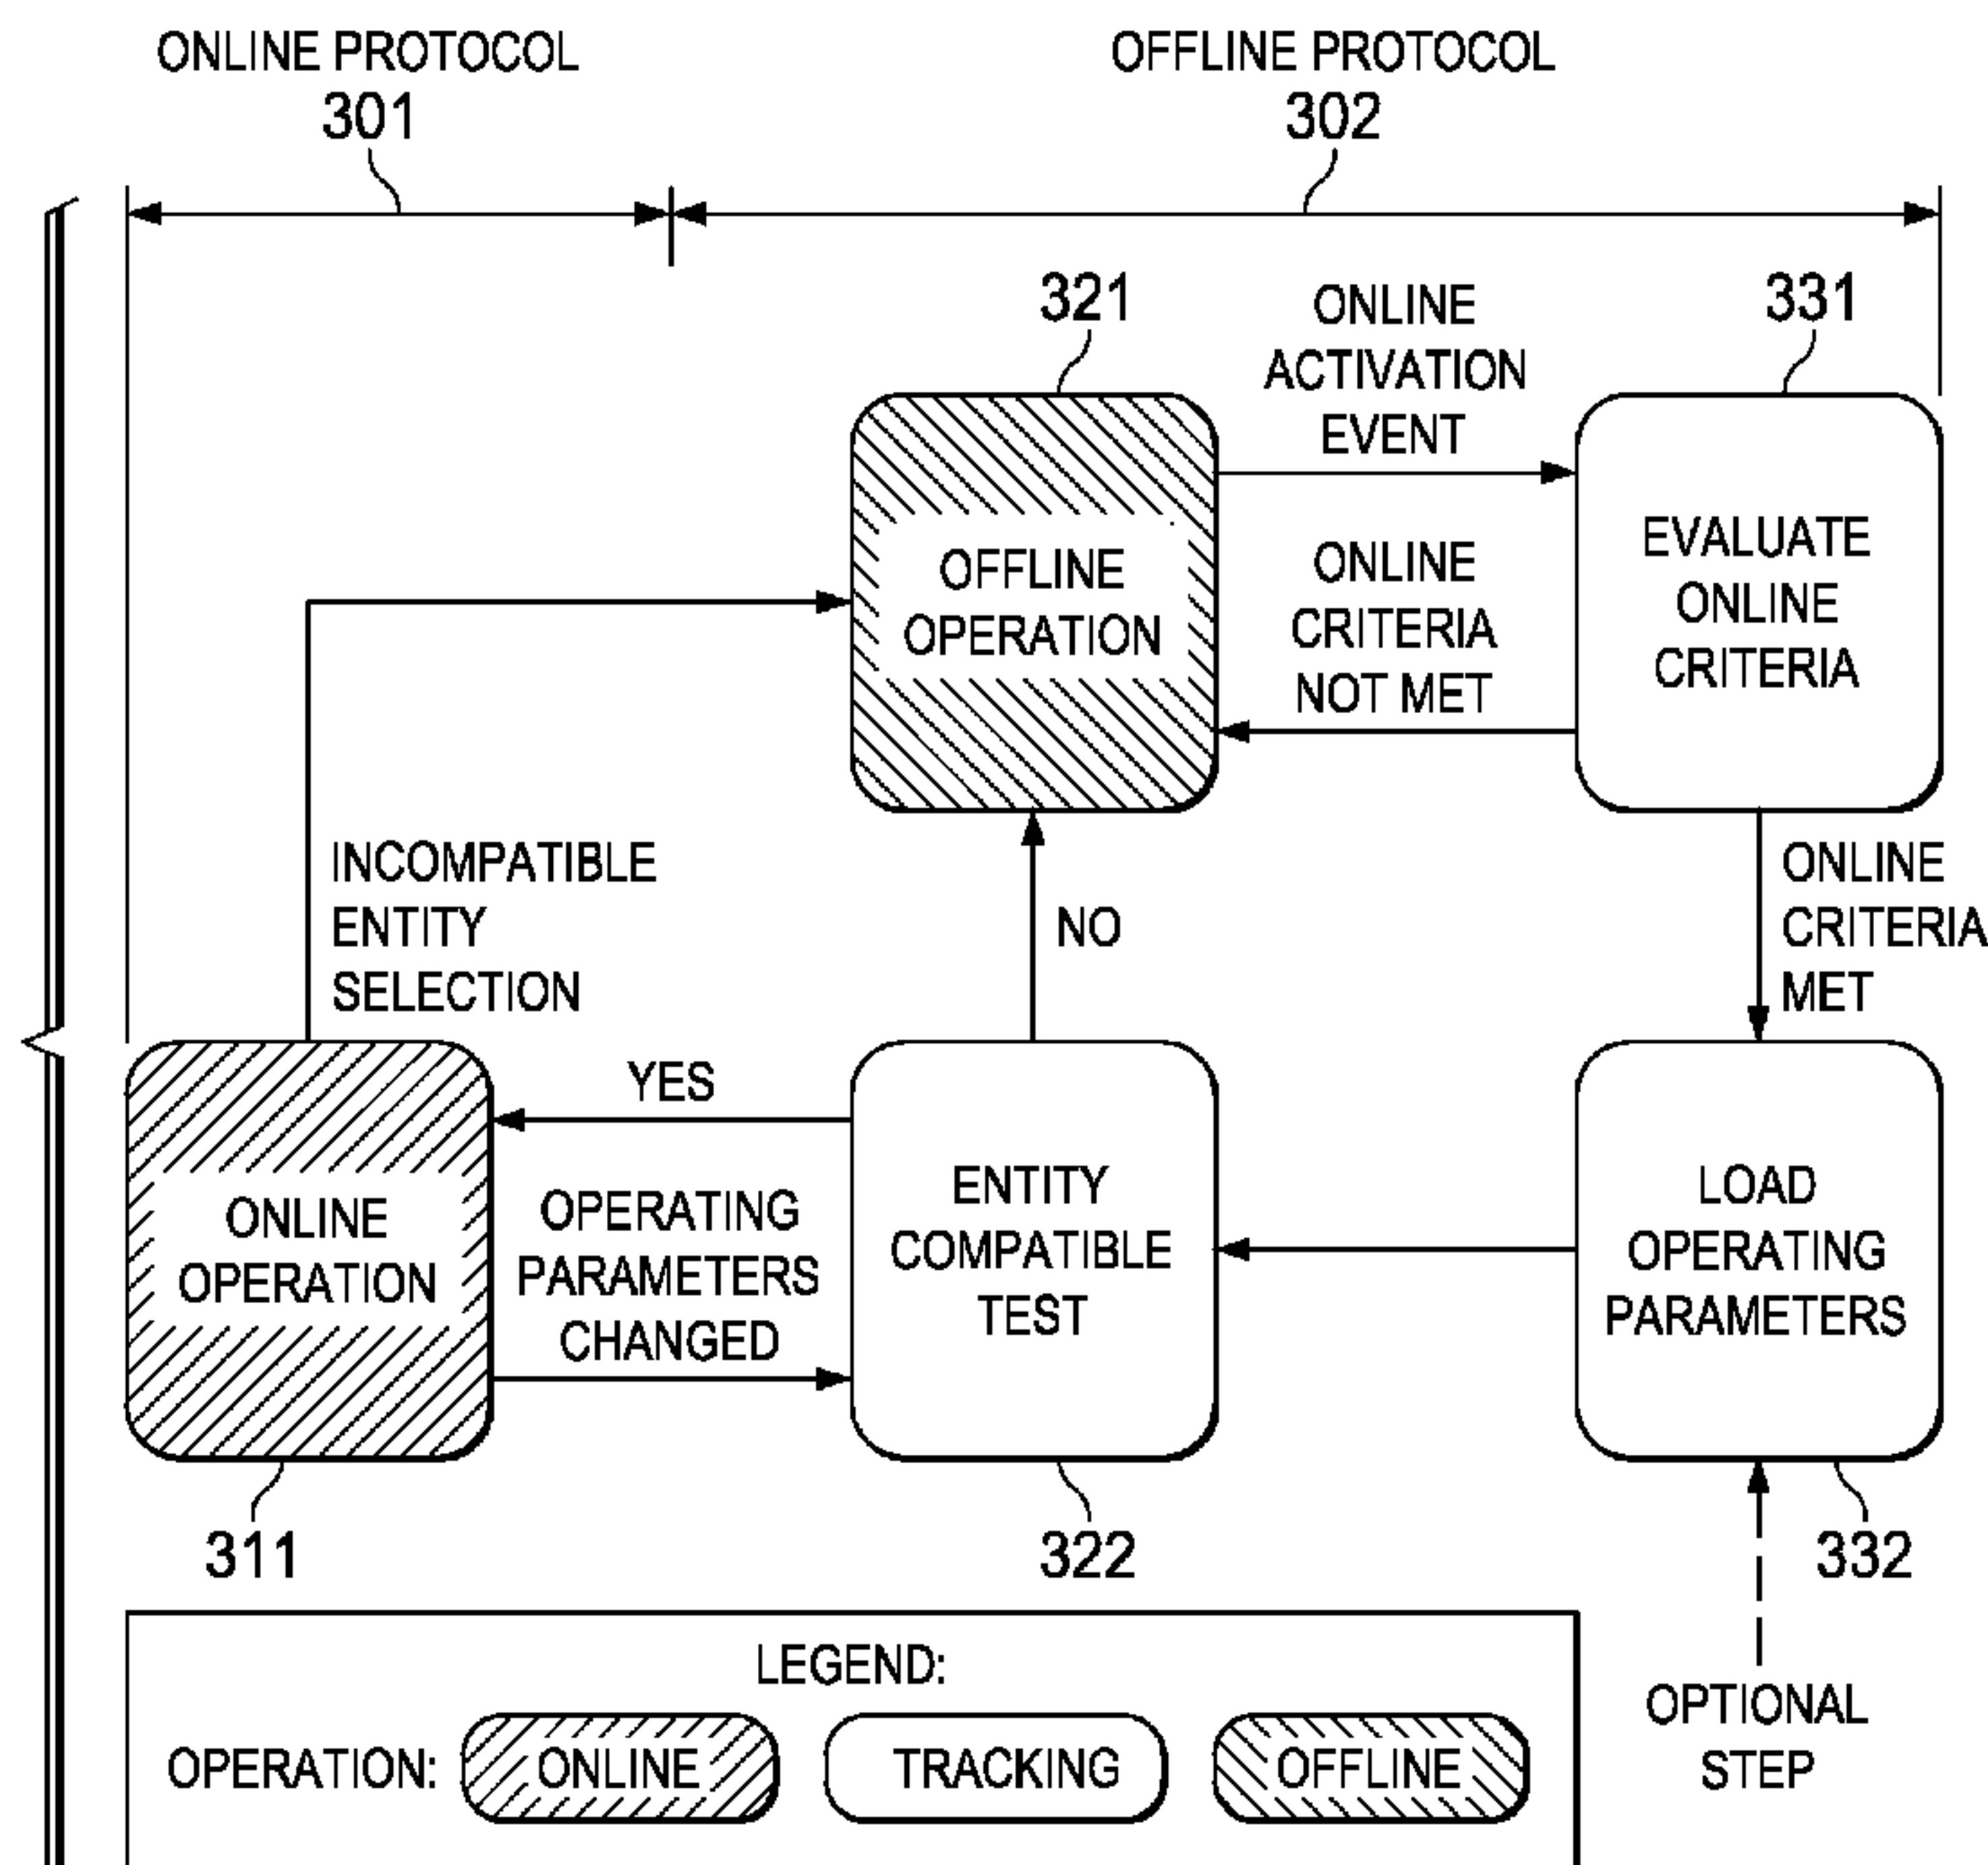 ONLINE PROTOCOL
301
OFFLINE PROTOCOL
302
321
ONLINE
ACTIVATION
EVENT
331
OFFLINE
OPERATION
ONLINE
CRITERIA
NOT MET
EVALUATE
ONLINE
CRITERIA
INCOMPATIBLE
ENTITY
SELECTION
NO
ONLINE
CRITERIA
MET
YES
ONLINE
OPERATION
OPERATING
PARAMETERS
CHANGED
ENTITY
COMPATIBLE
TEST
LOAD
OPERATING
PARAMETERS
311
322
332
LEGEND:
OPERATION:
ONLINE
TRACKING
OFFLINE
OPTIONAL
STEP